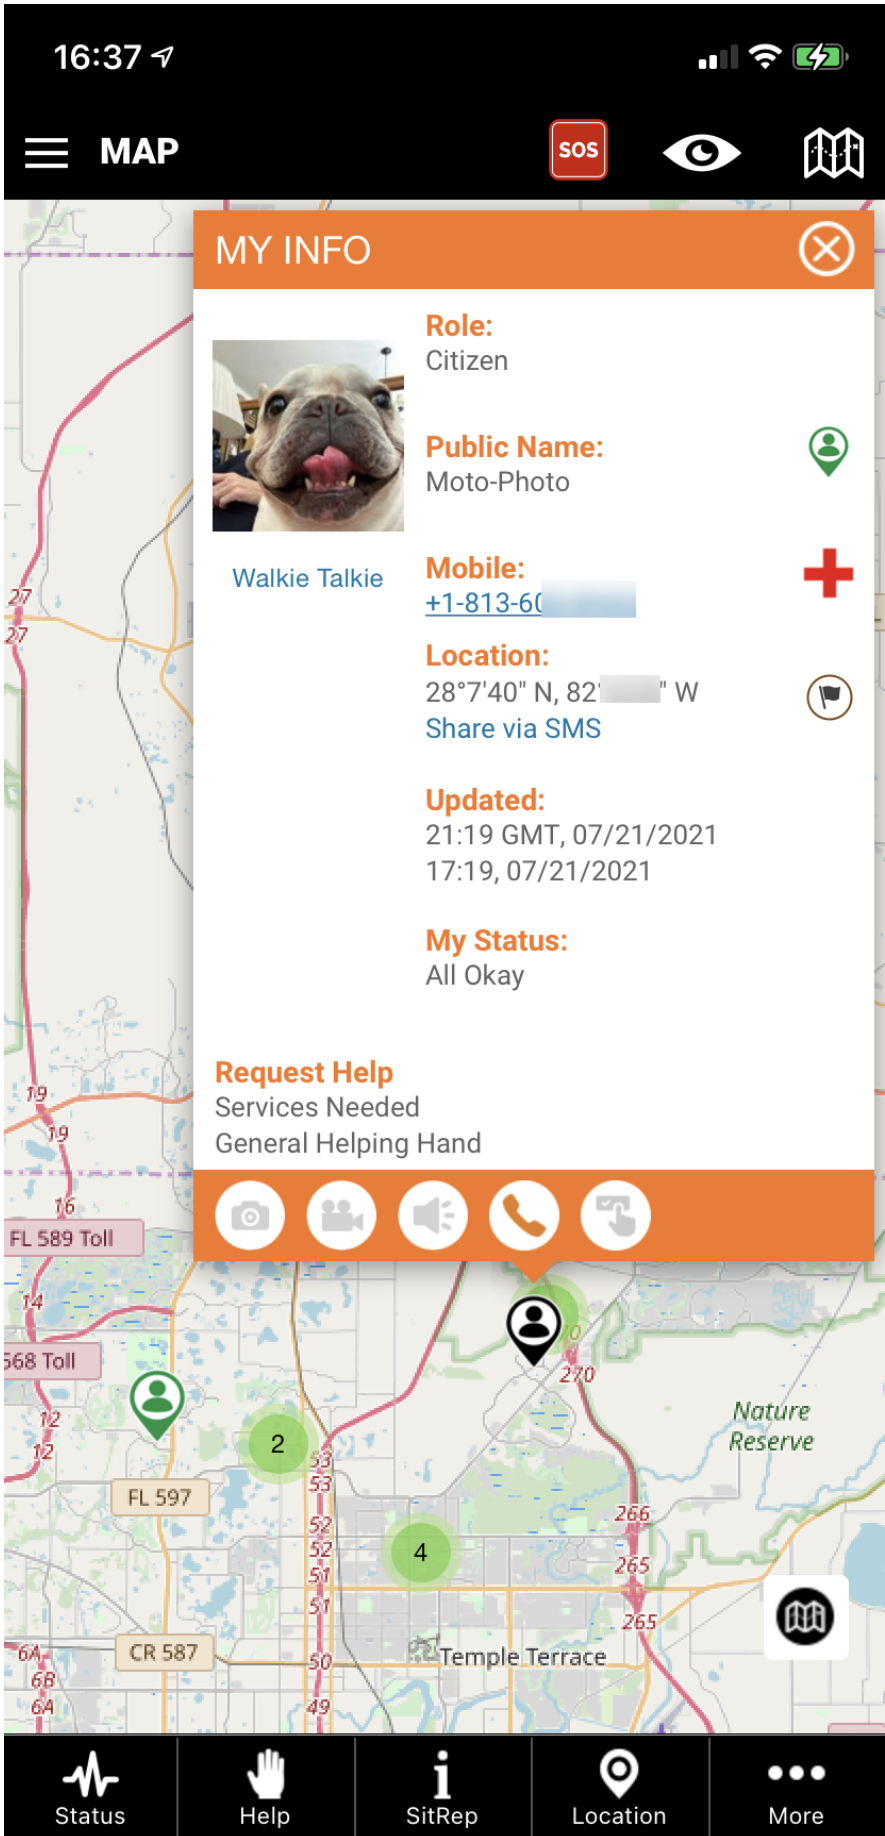 16:37
MAP
SOS
MY INFO
Role:
Citizen
Public Name:
Moto-Photo
Walkie Talkie
Mobile:
+1-813-60
Location:
28°7'40" N, 82° " W
Share via SMS
Updated:
21:19 GMT, 07/21/2021
17:19, 07/21/2021
My Status:
All Okay
Request Help
Services Needed
General Helping Hand
27
27
19
19
16
FL 589 Toll
14
568 Toll
12
12
270
Nature
Reserve
2
53
53
FL 597
52
52
51
51
4
266
265
265
CR 587
Temple Terrace
6A
6B
6A
50
49
Status
Help
SitRep
Location
More